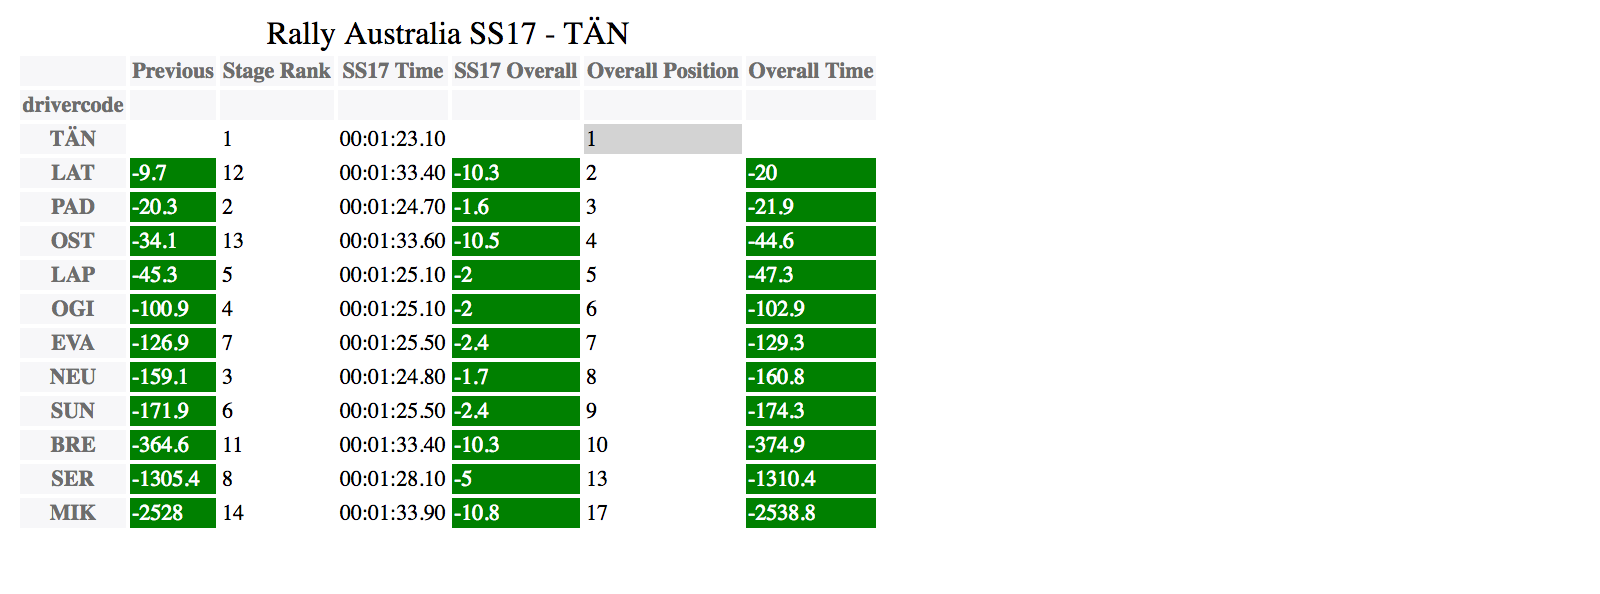 Rally Australia SS17 - TÄN
Previous Stage Rank SS17 Time SS17 Overall Overall Position Overall Time
drivercode
TÄN 1 00:01:23.10 1
LAT -9.7 12 00:01:33.40 -10.3 2 -20
PAD -20.3 2 00:01:24.70 -1.6 3 -21.9
OST -34.1 13 00:01:33.60 -10.5 4 -44.6
LAP -45.3 5 00:01:25.10 -2 5 -47.3
OGI -100.9 4 00:01:25.10 -2 6 -102.9
EVA -126.9 7 00:01:25.50 -2.4 7 -129.3
NEU -159.1 3 00:01:24.80 -1.7 8 -160.8
SUN -171.9 6 00:01:25.50 -2.4 9 -174.3
BRE -364.6 11 00:01:33.40 -10.3 10 -374.9
SER -1305.4 8 00:01:28.10 -5 13 -1310.4
MIK -2528 14 00:01:33.90 -10.8 17 -2538.8